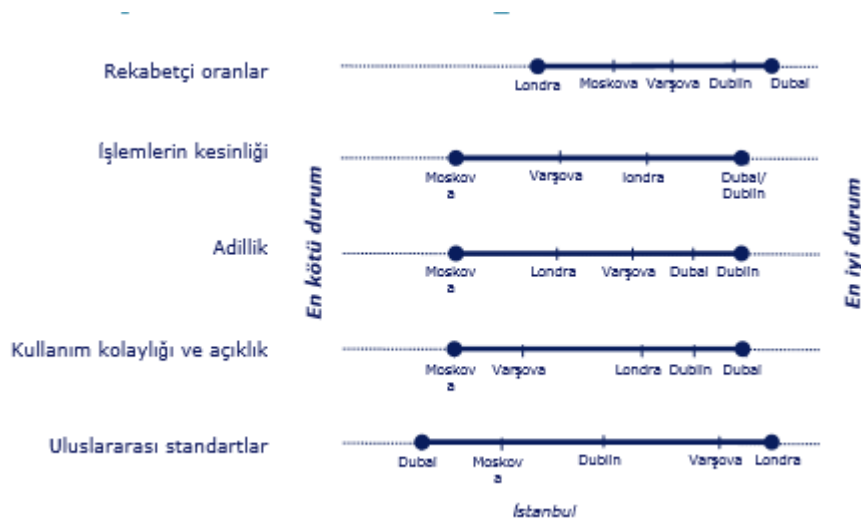 Rekabetçi oranlar
Londra Moskova Varşova Dublin Dubai
İşlemlerin kesinliği
Moskov
a
Varşova londra Dubai/
Dublin
En kötü durum
En iyi durum
Adillik
Moskov
a
Londra Varşova Dubai Dublin
Kullanım kolaylığı ve açıklık
Moskov
a
Varşova Londra Dublin Dubai
Uluslararası standartlar
Dubai Moskov
a
Dublin Varşova Londra
İstanbul